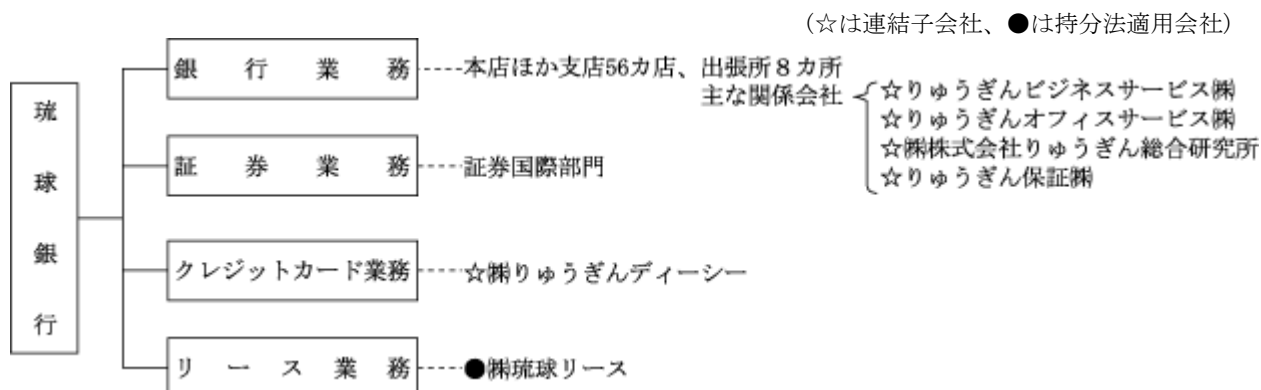 (☆は連結子会社、●は持分法適用会社)
琉球銀行
銀行業務
本店ほか支店56カ店、出張所8カ所
主な関係会社
☆りゅうぎんビジネスサービス㈱
☆りゅうぎんオフィスサービス㈱
☆㈱株式会社りゅうぎん総合研究所
☆りゅうぎん保証㈱
証券業務
証券国際部門
クレジットカード業務
☆㈱りゅうぎんディーシー
リース業務
●㈱琉球リース